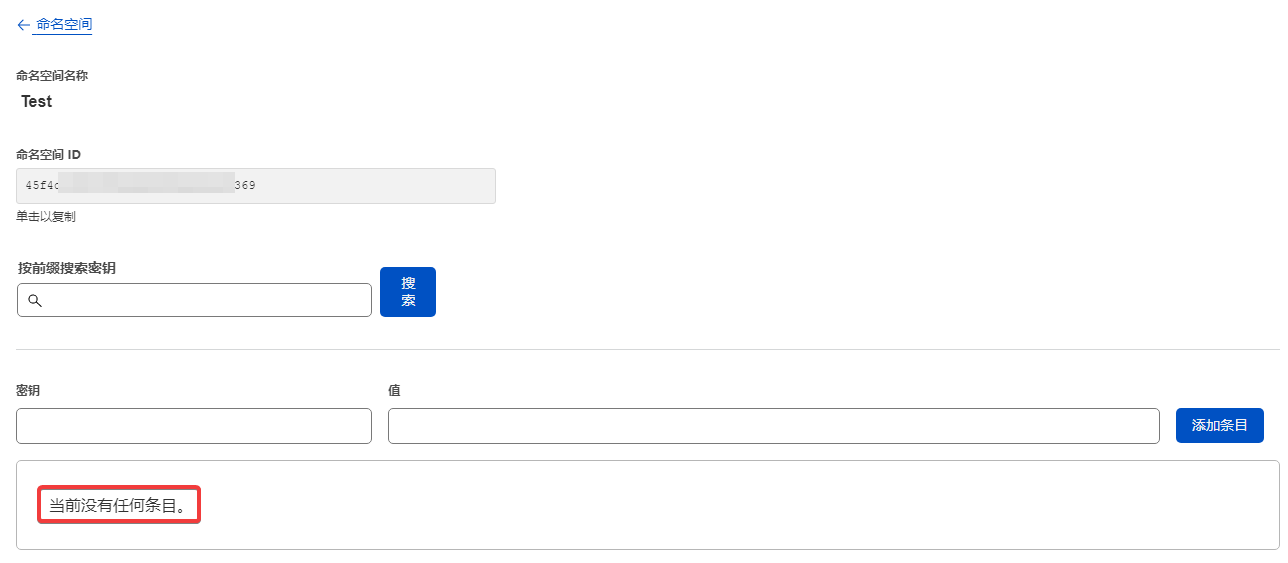 命名空间
命名空间名称
Test
命名空间 ID
45f4
369
单击以复制
按前缀搜索密钥
搜
索
密钥
值
添加条目
当前没有任何条目。